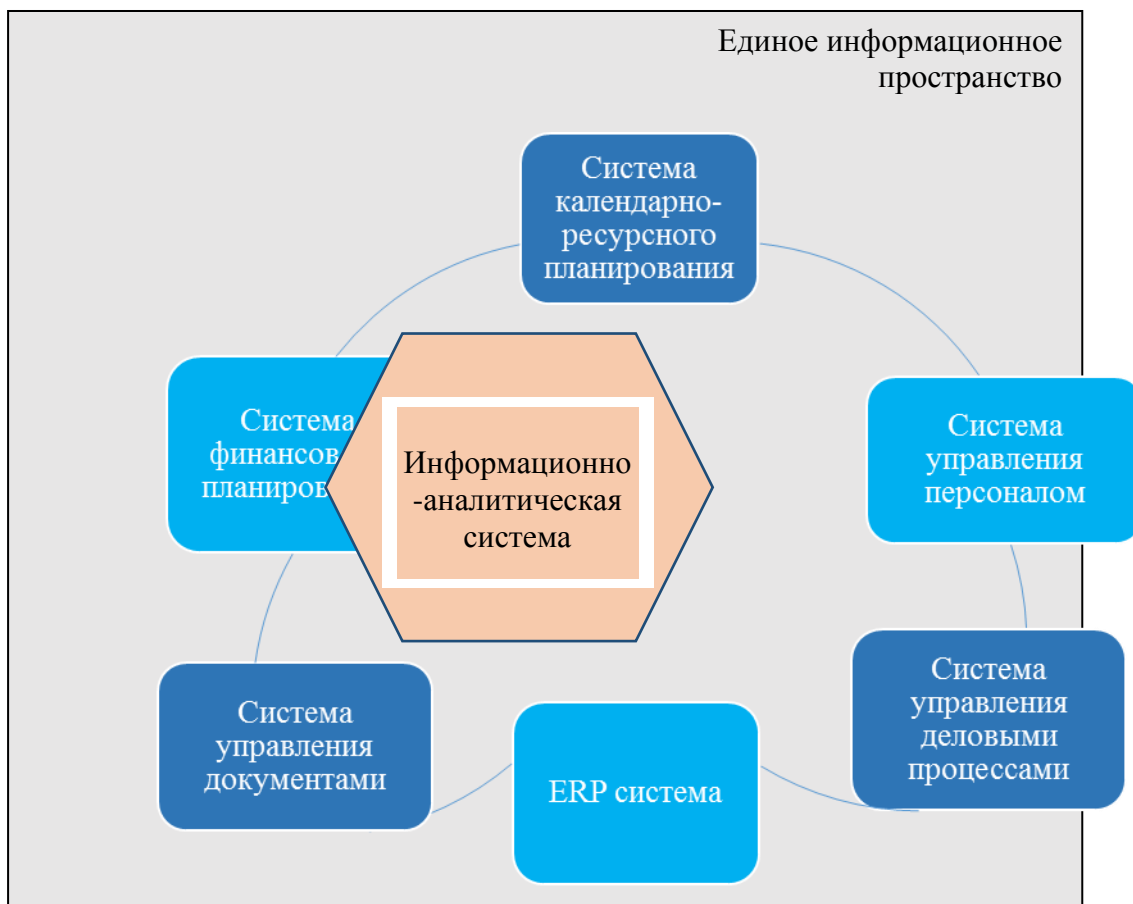 Единое информационное
пространство
Система
календарно-
ресурсного
планирования
Система
управления
персоналом
Система
управления
деловыми
процессами
ERP система
Система
управления
документами
Система
Информационно
-аналитическая
система